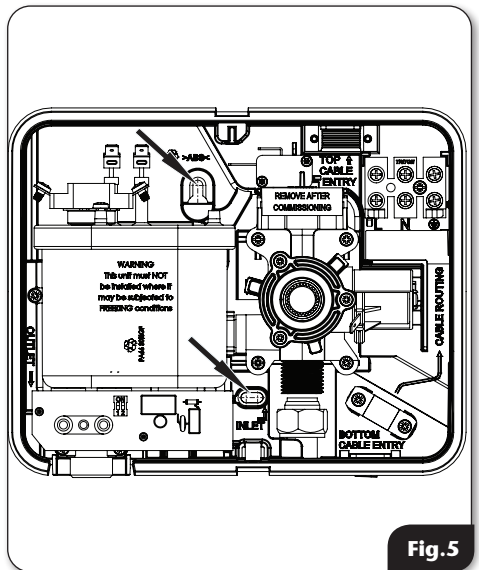 >ABS<
TOP
CABLE
ENTRY
REMOVE AFTER
COMMISSIONING
L N
WARNING
This unit must NOT
be installed where it
may be subjected to
FREEZING conditions
OUTLET
CABLE ROUTING
ON
INLET
BOTTOM
CABLE ENTRY
Fig.5